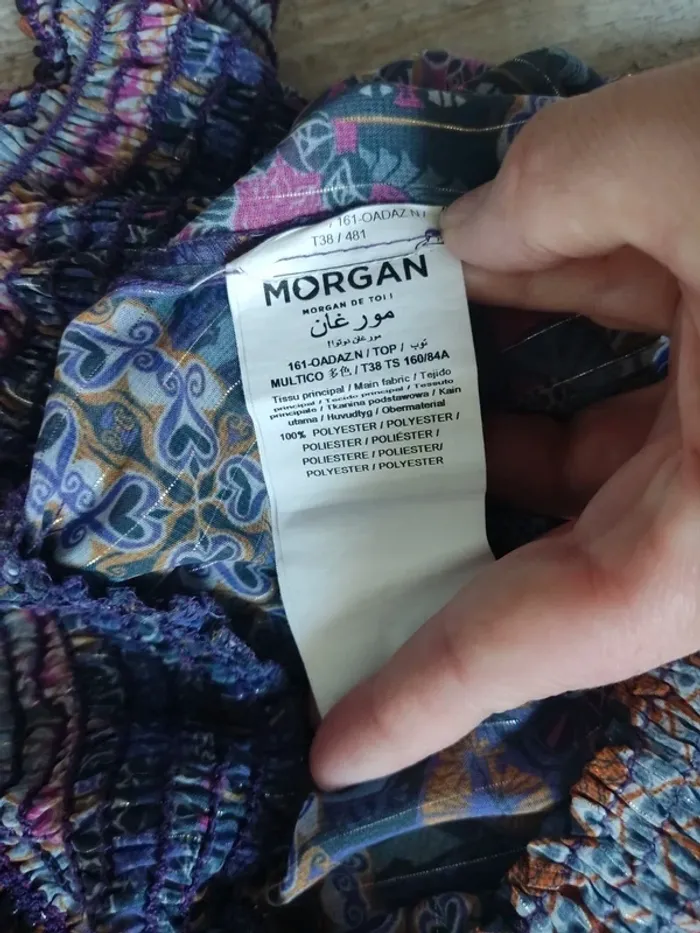 161-OADAZ.N /
T38 / 481
MORGAN
MORGAN DE TOI !
مورغان
مورغان دوتوا!
161-OADAZ.N / TOP / توب
MULTICO 多色 / T38 TS 160/84A
Tissu principal / Main fabric / Tejido
principal / Tecido principal / Tessuto
principale / Tkanina podstawowa / Kain
utama / Huvudtyg / Obermaterial
100% POLYESTER / POLYESTER /
POLIESTER / POLIÉSTER /
POLIESTERE / POLIESTER/
POLYESTER / POLYESTER